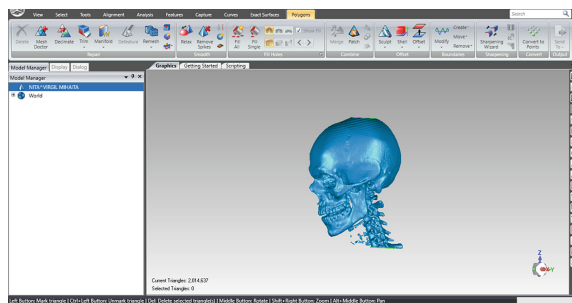 View Select Tools Alignment Analysis Features Capture Curves Exact Surfaces Polygons Search
Delete Mesh Doctor Decimate Trim Manifold Defeature Remesh Relax Remove Spikes Fill All Fill Single Merge Patch Sculpt Shell Offset Modify Create Move Remove Sharpening Wizard Convert to Points Send To
Repair Smooth Fill Holes Combine Offset Boundaries Sharpening Convert Output
Model Manager Display Dialog Graphics Getting Started Scripting
Model Manager
NITA^VIRGIL MIHAITA
World
Z
Y
Current Triangles: 2,014,637
Selected Triangles: 0
Left Button: Mark triangle | Ctrl+Left Button: Unmark triangle | Del: Delete selected triangle(s) | Middle Button: Rotate | Shift+Right Button: Zoom | Alt+Middle Button: Pan